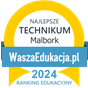 NAJLEPSZE
TECHNIKUM
Malbork
WaszaEdukacja.pl
2024
RANKING EDUKACYJNY